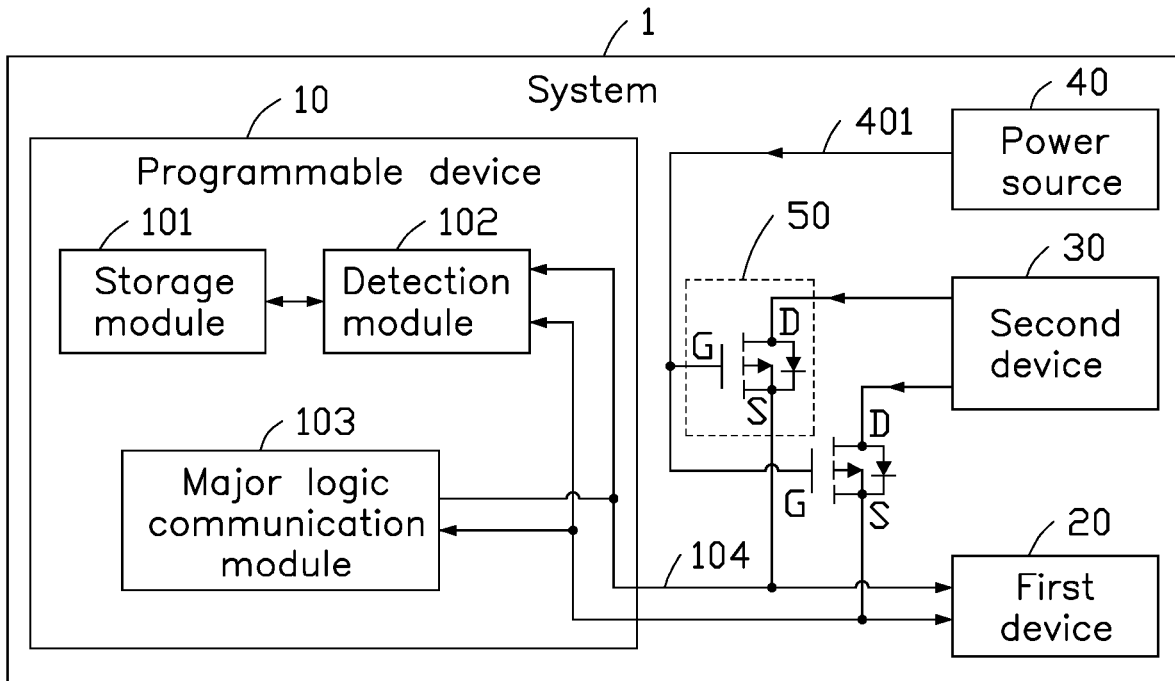 1
System
10
40
401
Power
source
Programmable device
101
102
50
30
Storage
module
Detection
module
D
G
S
Second
device
103
D
G
S
Major logic
communication
module
104
20
First
device